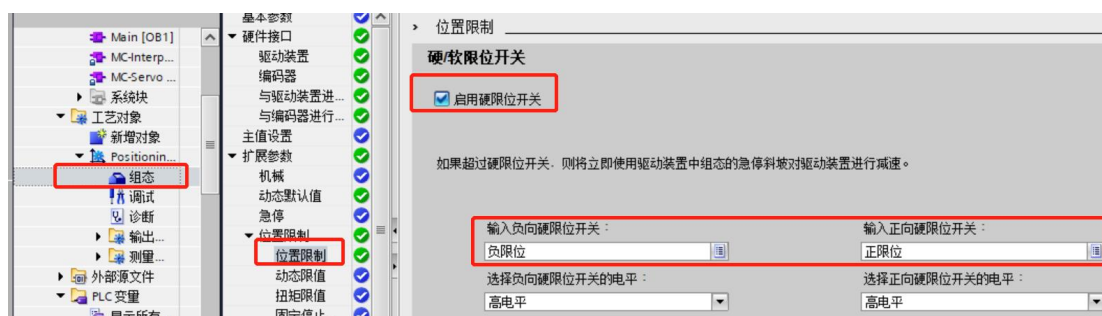 Main [OB1]
MC-Interp...
MC-Servo ...
系统块
工艺对象
新增对象
Positionin...
组态
调试
诊断
输出...
测量...
外部源文件
PLC 变量
显示所有
基本参数
硬件接口
驱动装置
编码器
与驱动装置进...
与编码器进行...
主值设置
扩展参数
机械
动态默认值
急停
位置限制
位置限制
动态限值
扭矩限值
固定停止
位置限制
硬/软限位开关
启用硬限位开关
如果超过硬限位开关，则将立即使用驱动装置中组态的急停斜坡对驱动装置进行减速。
输入负向硬限位开关：
输入正向硬限位开关：
负限位
正限位
选择负向硬限位开关的电平：
选择正向硬限位开关的电平：
高电平
高电平